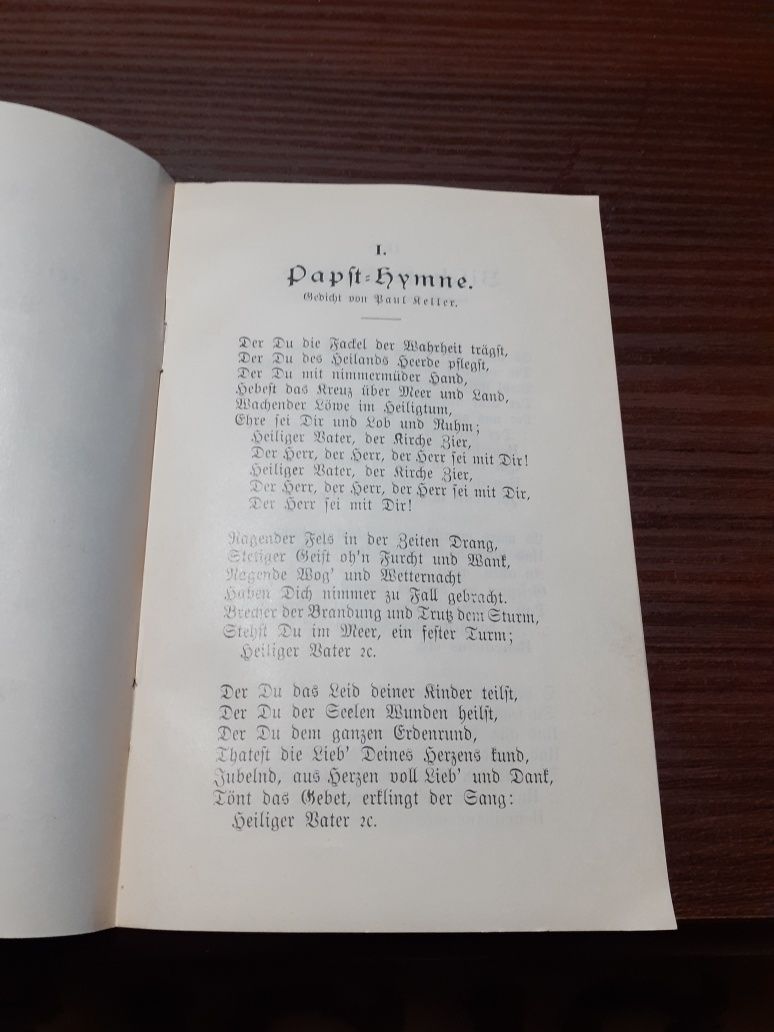 I.
Papst-Hymne.
Gedicht von Paul Keller.
Der Du die Fackel der Wahrheit trägst,
Der Du des Heilands Heerde pflegst,
Der Du mit nimmermüder Hand,
Hebest das Kreuz über Meer und Land,
Wachender Löwe im Heiligtum,
Ehre sei Dir und Lob und Ruhm;
Heiliger Vater, der Kirche Zier,
Der Herr, der Herr, der Herr sei mit Dir!
Heiliger Vater, der Kirche Zier,
Der Herr, der Herr, der Herr sei mit Dir,
Der Herr sei mit Dir!
Ragender Fels in der Zeiten Drang,
Stetiger Geist oh'n Furcht und Wank,
Nagende Wog' und Wetternacht
Haben Dich nimmer zu Fall gebracht.
Brecher der Brandung und Trutz dem Sturm,
Stehst Du im Meer, ein fester Turm;
Heiliger Vater ꝛc.
Der Du das Leid deiner Kinder teilst,
Der Du der Seelen Wunden heilst,
Der Du dem ganzen Erdenrund,
Thatest die Lieb' Deines Herzens kund,
Jubelnd, aus Herzen voll Lieb' und Dank,
Tönt das Gebet, erklingt der Sang:
Heiliger Vater ꝛc.